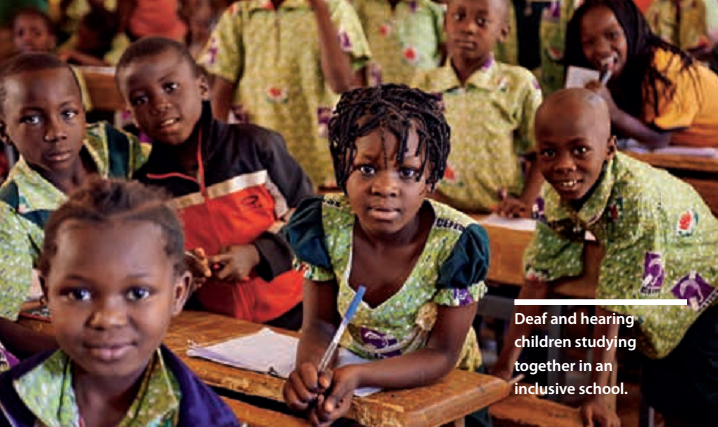 Deaf and hearing
children studying
together in an
inclusive school.